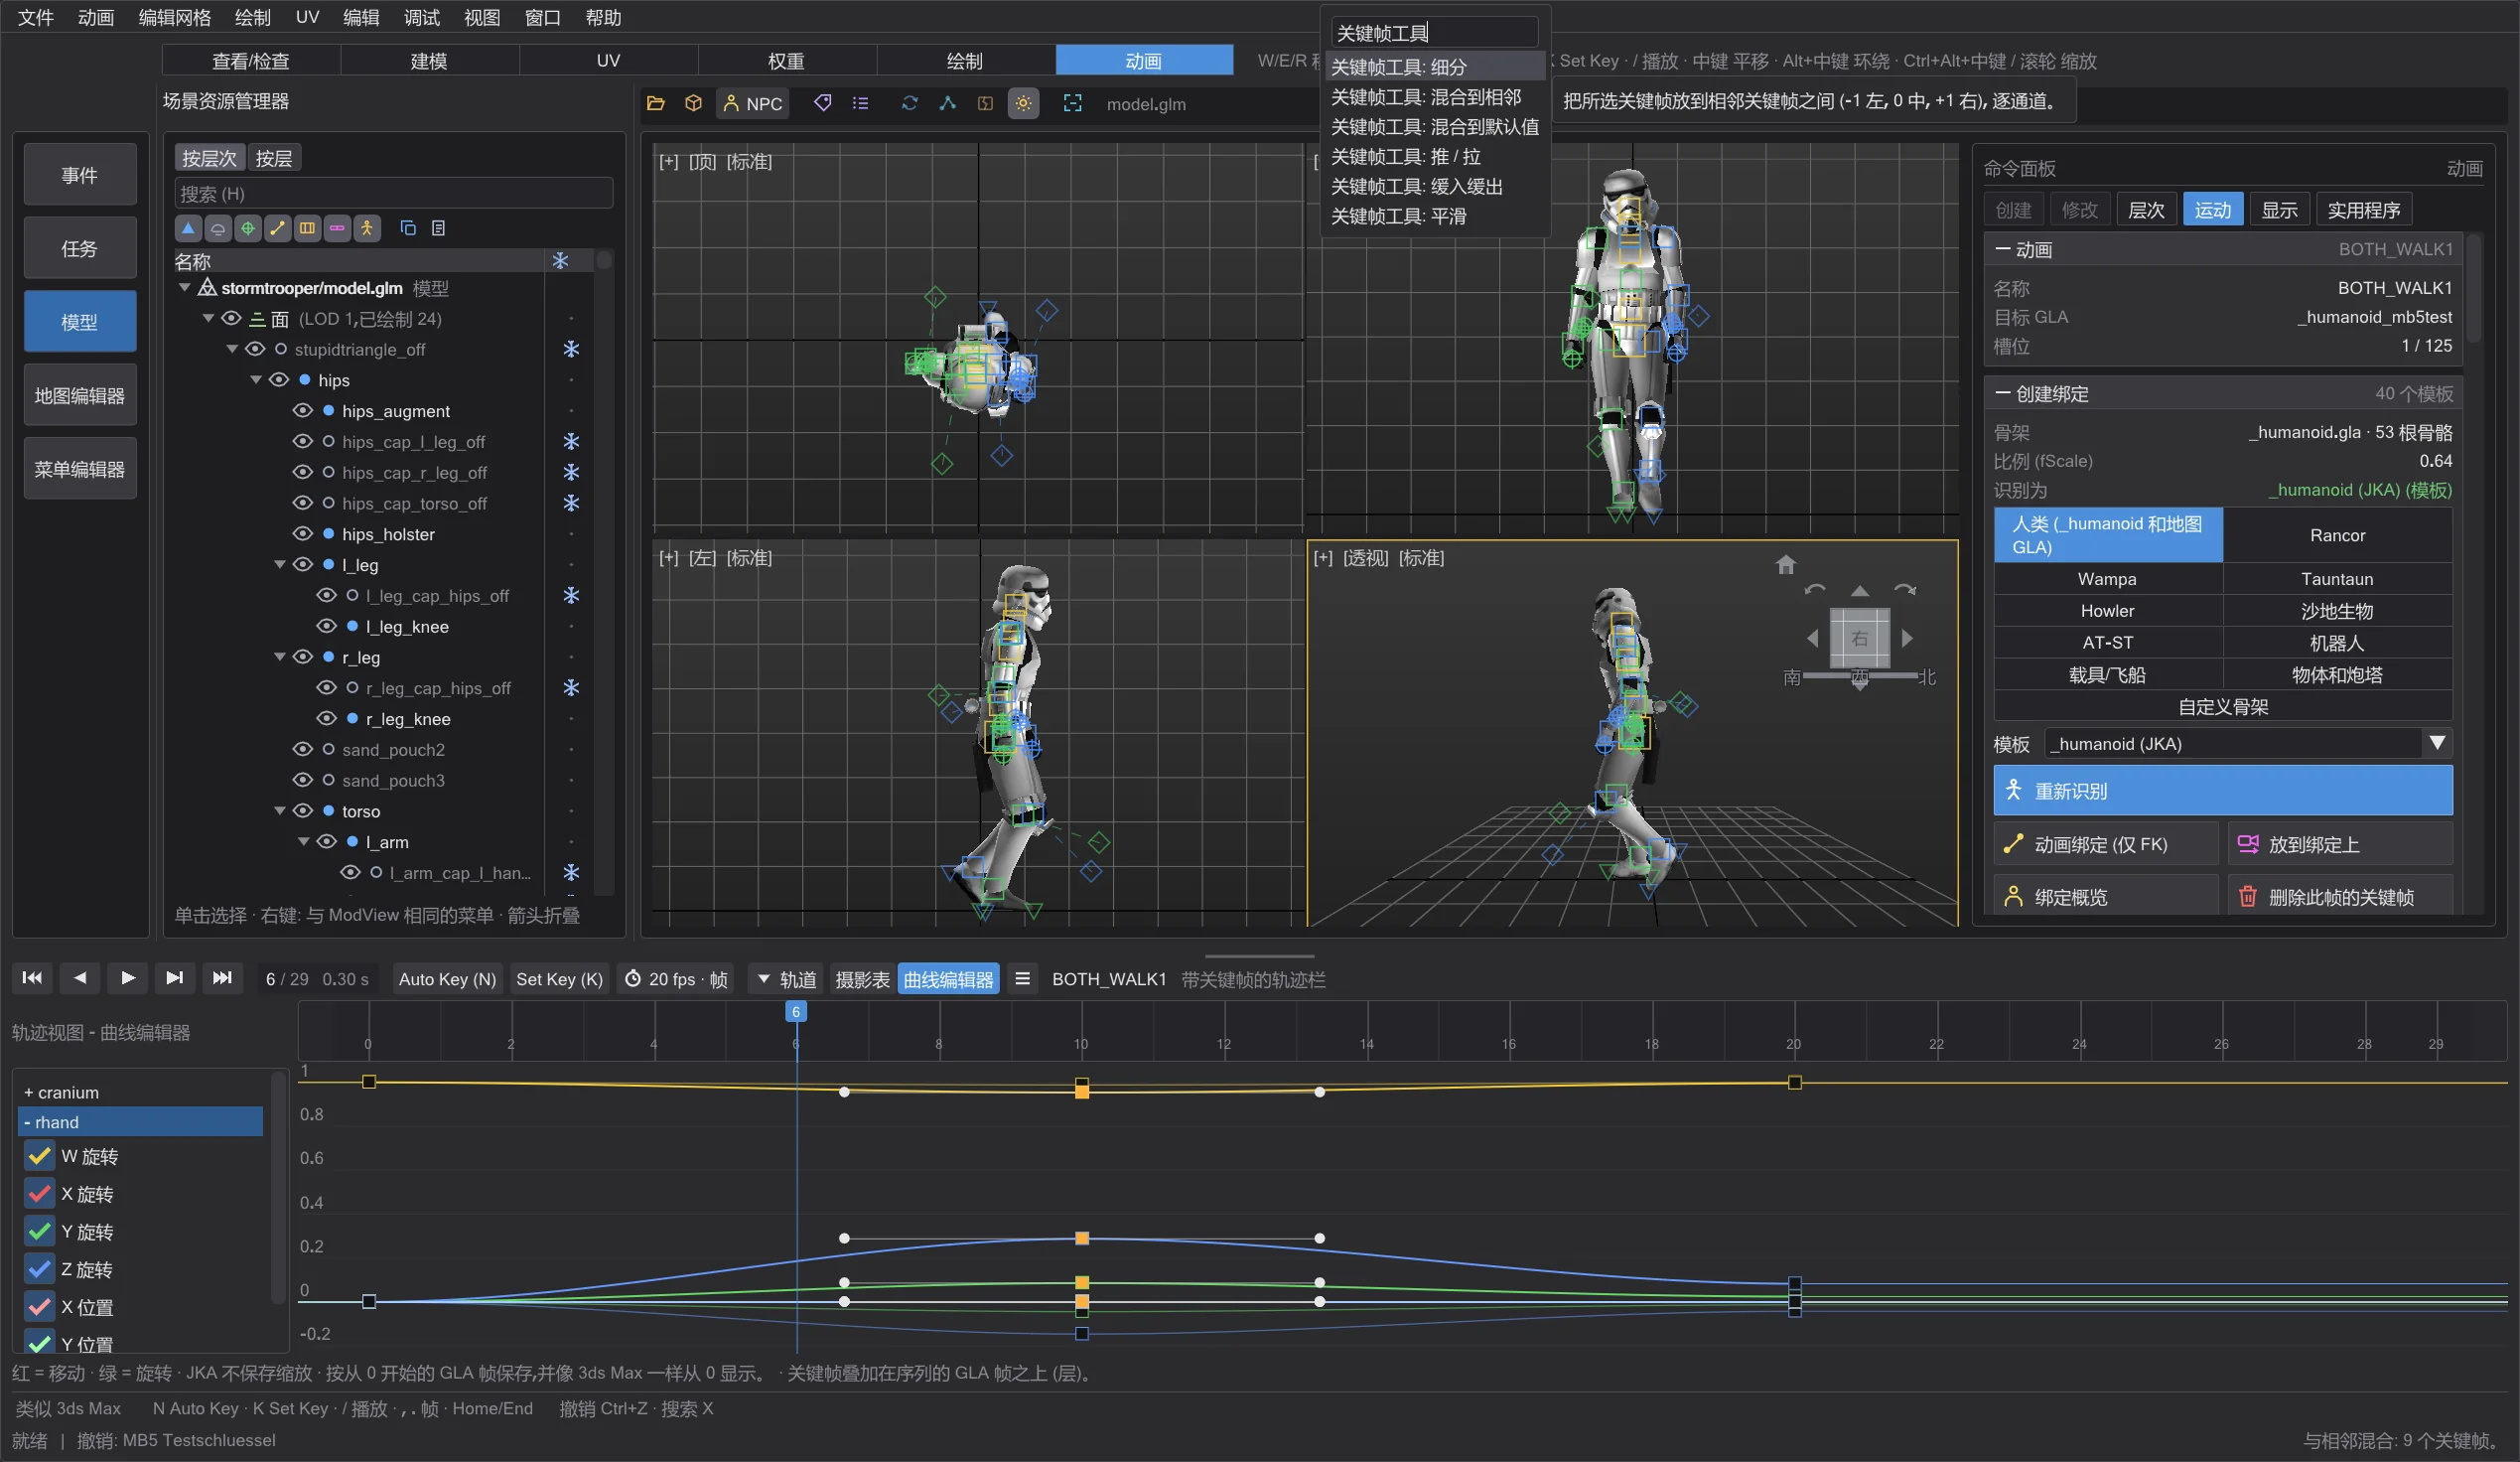 文件 动画 编辑网格 绘制 UV 编辑 调试 视图 窗口 帮助
查看/检查 建模 UV 权重 绘制 动画 W/E/R
Set Key · / 播放 · 中键 平移 · Alt+中键 环绕 · Ctrl+Alt+中键 / 滚轮 缩放
关键帧工具
关键帧工具: 细分
关键帧工具: 混合到相邻
关键帧工具: 混合到默认值
关键帧工具: 推 / 拉
关键帧工具: 缓入缓出
关键帧工具: 平滑
把所选关键帧放到相邻关键帧之间 (-1 左, 0 中, +1 右), 逐通道。
场景资源管理器
NPC model.glm
事件
任务
模型
地图编辑器
菜单编辑器
按层次 按层
搜索 (H)
名称
stormtrooper/model.glm 模型
面 (LOD 1,已绘制 24)
stupidtriangle_off
hips
hips_augment
hips_cap_l_leg_off
hips_cap_r_leg_off
hips_cap_torso_off
hips_holster
l_leg
l_leg_cap_hips_off
l_leg_knee
r_leg
r_leg_cap_hips_off
r_leg_knee
sand_pouch2
sand_pouch3
torso
l_arm
l_arm_cap_l_han...
单击选择 · 右键: 与 ModView 相同的菜单 · 箭头折叠
[+] [顶] [标准]
[+] [左] [标准]
[+] [透视] [标准]
右
南 西 北
命令面板 动画
创建 修改 层次 运动 显示 实用程序
动画 BOTH_WALK1
名称 BOTH_WALK1
目标 GLA _humanoid_mb5test
槽位 1 / 125
创建绑定 40 个模板
骨架 _humanoid.gla · 53 根骨骼
比例 (fScale) 0.64
识别为 _humanoid (JKA) (模板)
人类 (_humanoid 和地图 GLA) Rancor
Wampa Tauntaun
Howler 沙地生物
AT-ST 机器人
载具/飞船 物体和炮塔
自定义骨架
模板 _humanoid (JKA)
重新识别
动画绑定 (仅 FK) 放到绑定上
绑定概览 删除此帧的关键帧
6 / 29 0.30 s Auto Key (N) Set Key (K) 20 fps · 帧 轨道 摄影表 曲线编辑器 BOTH_WALK1 带关键帧的轨迹栏
轨迹视图 - 曲线编辑器
6
0 2 4 6 8 10 12 14 16 18 20 22 24 26 28 29
+ cranium
- rhand
W 旋转
X 旋转
Y 旋转
Z 旋转
X 位置
Y 位置
1
0.8
0.6
0.4
0.2
0
-0.2
红 = 移动 · 绿 = 旋转 · JKA 不保存缩放 · 按从 0 开始的 GLA 帧保存,并像 3ds Max 一样从 0 显示。 · 关键帧叠加在序列的 GLA 帧之上 (层)。
类似 3ds Max N Auto Key · K Set Key · / 播放 · , . 帧 · Home/End 撤销 Ctrl+Z · 搜索 X
就绪 | 撤销: MB5 Testschluessel
与相邻混合: 9 个关键帧。